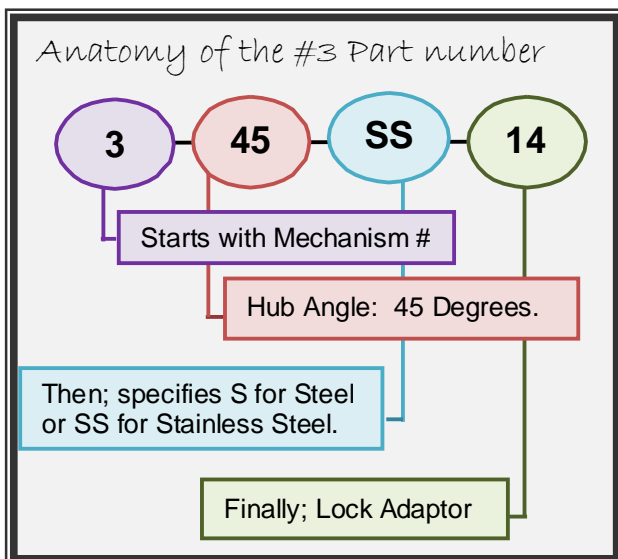 Anatomy of the #3 Part number
3 45 SS 14
Starts with Mechanism #
Hub Angle: 45 Degrees.
Then; specifies S for Steel
or SS for Stainless Steel.
Finally; Lock Adaptor